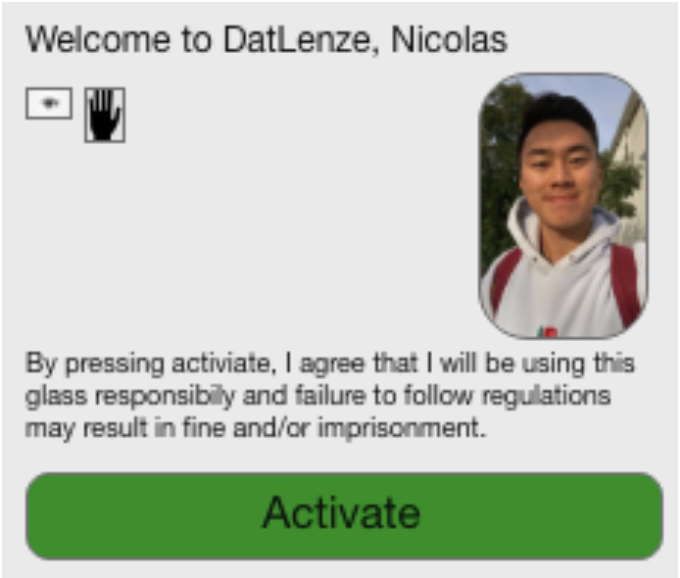 Welcome to DatLenze, Nicolas
By pressing activiate, I agree that I will be using this
glass responsibily and failure to follow regulations
may result in fine and/or imprisonment.
Activate